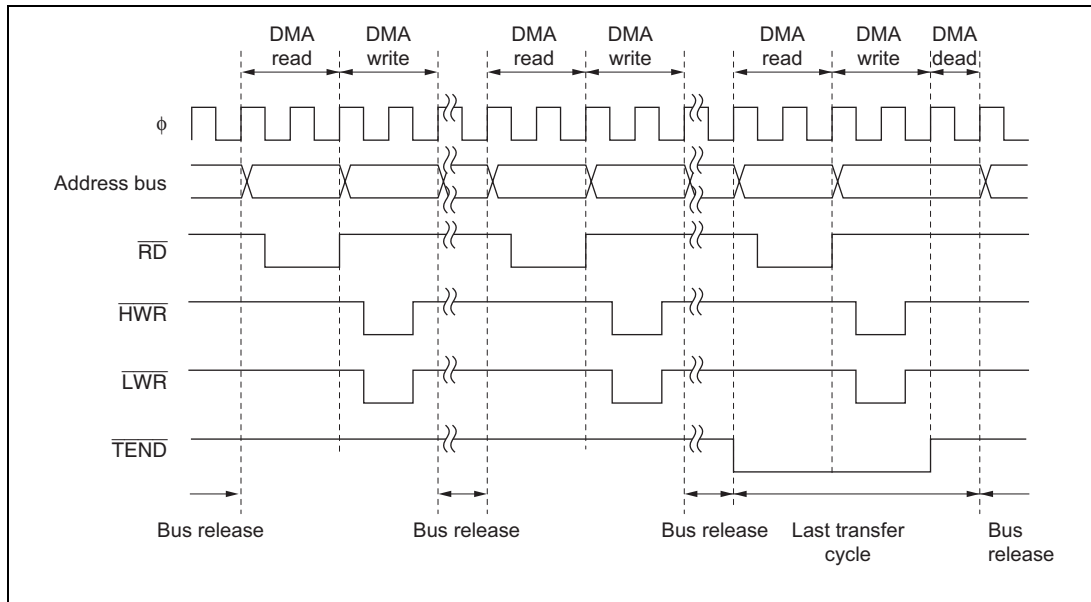 DMA read
DMA write
DMA read
DMA write
DMA read
DMA write
DMA dead
ϕ
Address bus
RD
HWR
LWR
TEND
Bus release
Bus release
Bus release
Last transfer cycle
Bus release